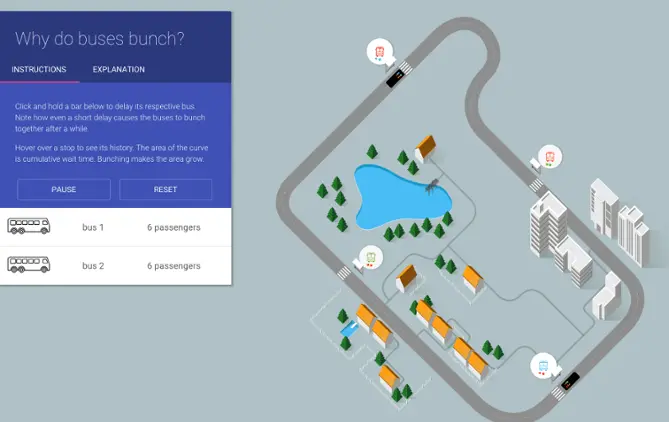 Why do buses bunch?
INSTRUCTIONS EXPLANATION
Click and hold a bar below to delay its respective bus.
Note how even a short delay causes the buses to bunch
together after a while
Hover over a stop to see its history. The area of the curve
is cumulative wait time. Bunching makes the area grow.
PAUSE RESET
bus 1 6 passengers
bus 2 6 passengers